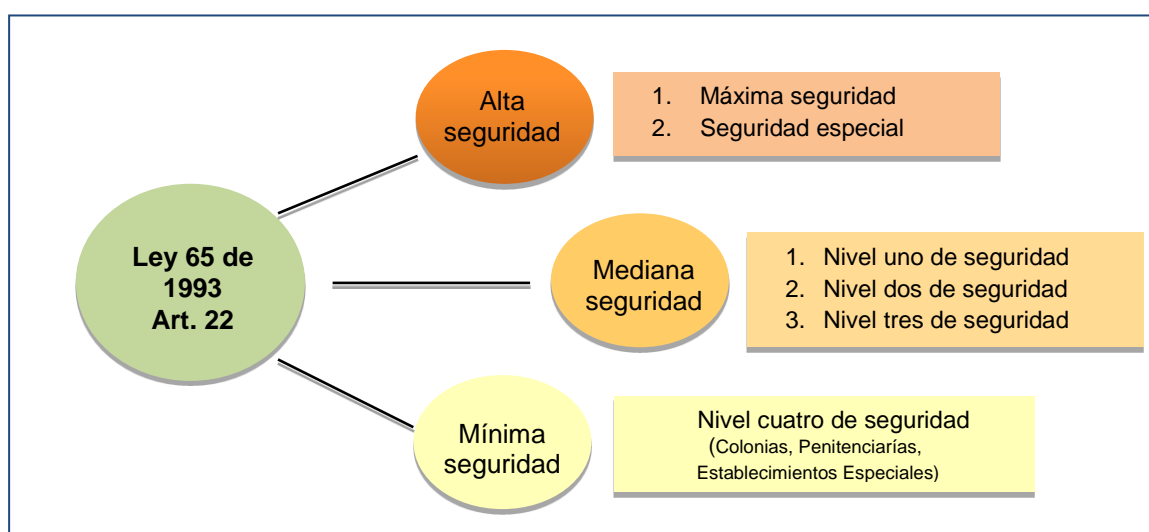 Ley 65 de
1993
Art. 22
Alta
seguridad
1. Máxima seguridad
2. Seguridad especial
Mediana
seguridad
1. Nivel uno de seguridad
2. Nivel dos de seguridad
3. Nivel tres de seguridad
Mínima
seguridad
Nivel cuatro de seguridad
(Colonias, Penitenciarías,
Establecimientos Especiales)